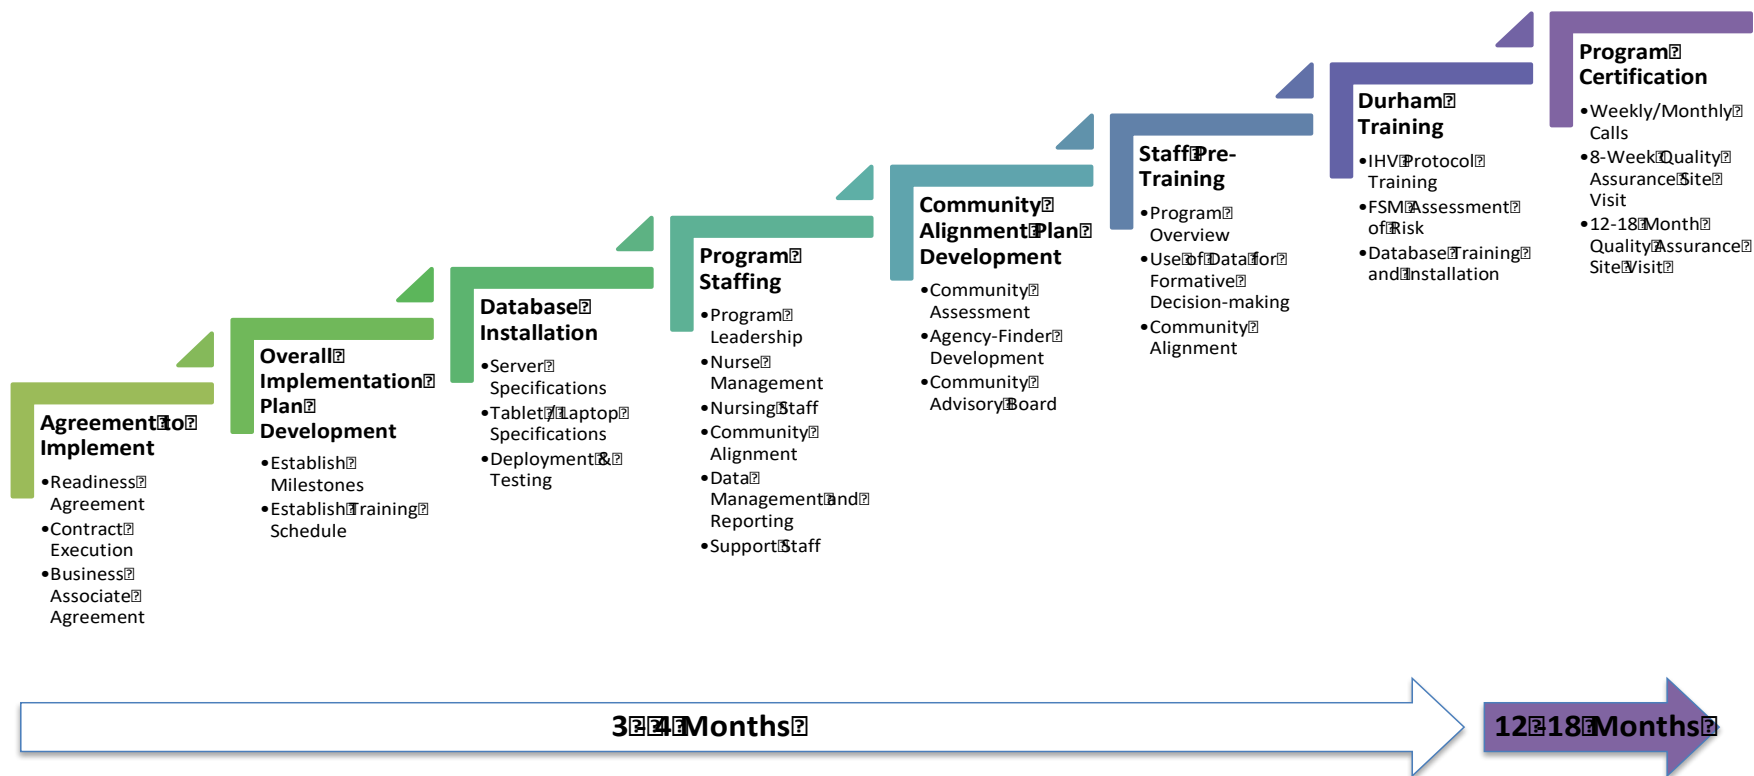 Agreement to
Implement
•Readiness
Agreement
•Contract
Execution
•Business
Associate
Agreement
Overall
Implementation
Plan
Development
•Establish
Milestones
•Establish Training
Schedule
Database
Installation
•Server
Specifications
•Tablet / Laptop
Specifications
•Deployment &
Testing
Program
Staffing
•Program
Leadership
•Nurse
Management
•Nursing Staff
•Community
Alignment
•Data
Management and
Reporting
•Support Staff
Community
Alignment Plan
Development
•Community
Assessment
•Agency-Finder
Development
•Community
Advisory Board
Staff Pre-
Training
•Program
Overview
•Use of Data for
Formative
Decision-making
•Community
Alignment
Durham
Training
•IHV Protocol
Training
•FSM Assessment
of Risk
•Database Training
and Installation
Program
Certification
•Weekly/Monthly
Calls
•8-Week Quality
Assurance Site
Visit
•12-18 Month
Quality Assurance
Site Visit
3 - 4 Months
12 -18 Months